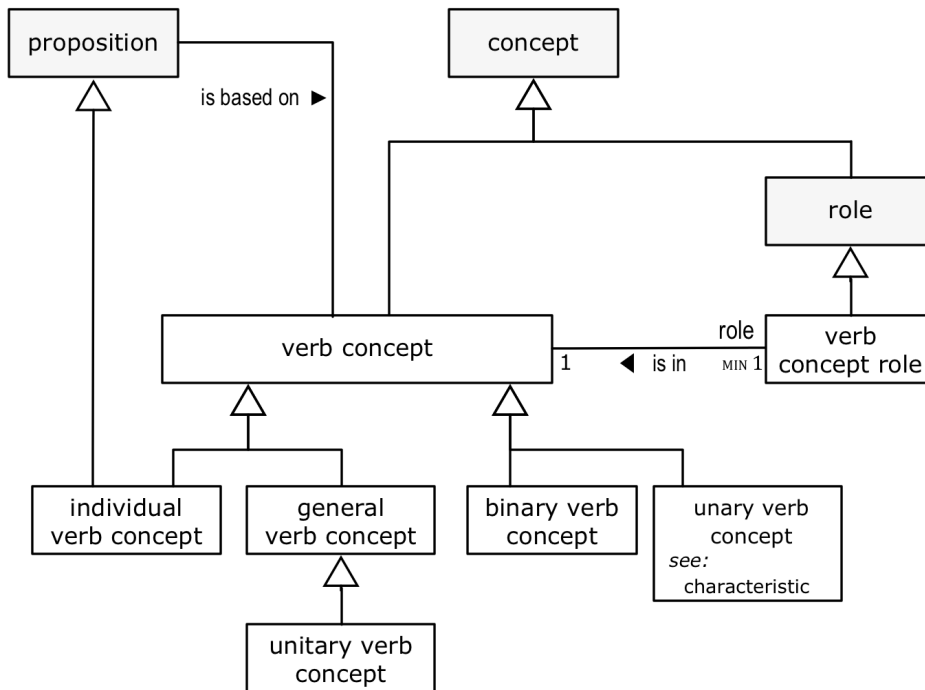 proposition
concept
is based on ►
role
verb concept
role
1
◄ is in
MIN 1
verb
concept role
individual
verb concept
general
verb concept
binary verb
concept
unary verb
concept
see:
characteristic
unitary verb
concept